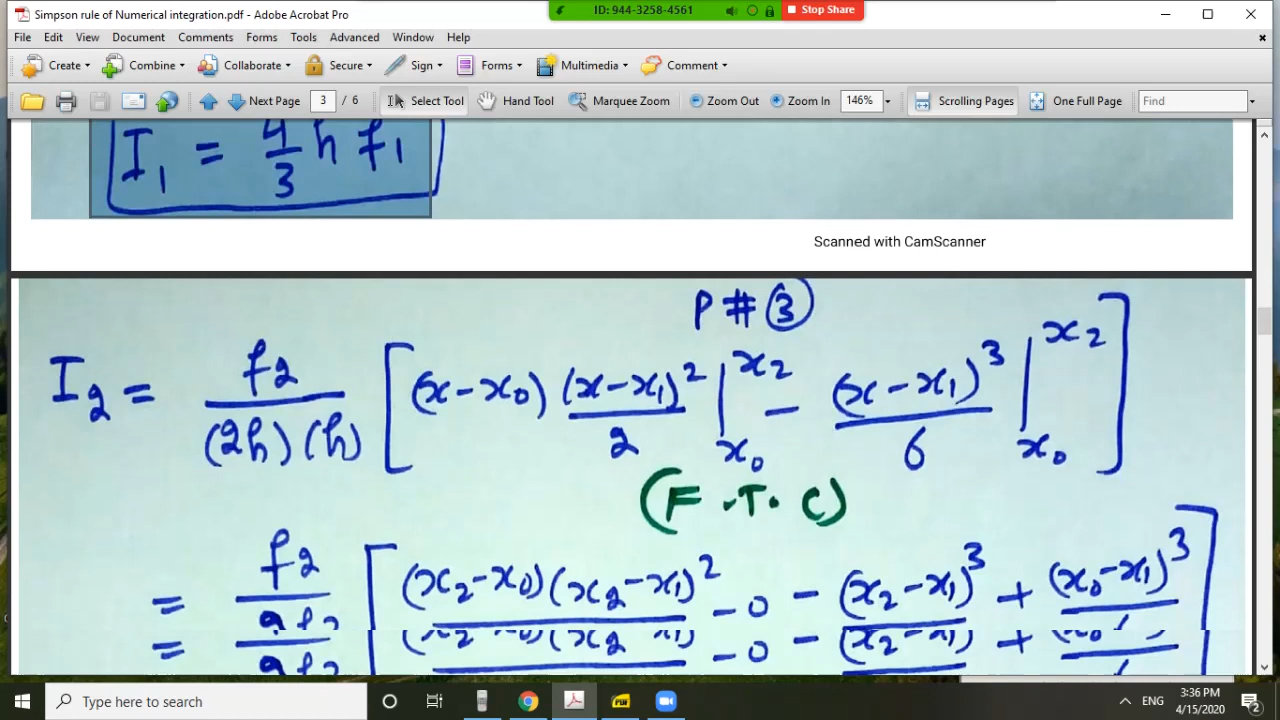 Simpson rule of Numerical integration.pdf - Adobe Acrobat Pro
ID: 944-3258-4561 Stop Share
File Edit View Document Comments Forms Tools Advanced Window Help
Create Combine Collaborate Secure Sign Forms Multimedia Comment
Next Page 3 / 6 Select Tool Hand Tool Marquee Zoom Zoom Out Zoom In 146% Scrolling Pages One Full Page Find
I₁ = 4/3 h f₁
Scanned with CamScanner
P # ③
I₂ = f₂/(2h)(h) [(x-x₀) (x-x₁)²/2 |x₀ x₂ - (x-x₁)³/6 |x₀ x₂]
(F.T.C)
= f₂/2h² [(x₂-x₀)(x₂-x₁)² - 0 - (x₂-x₁)³ + (x₀-x₁)³]
Type here to search
ENG 3:36 PM
4/15/2020 2